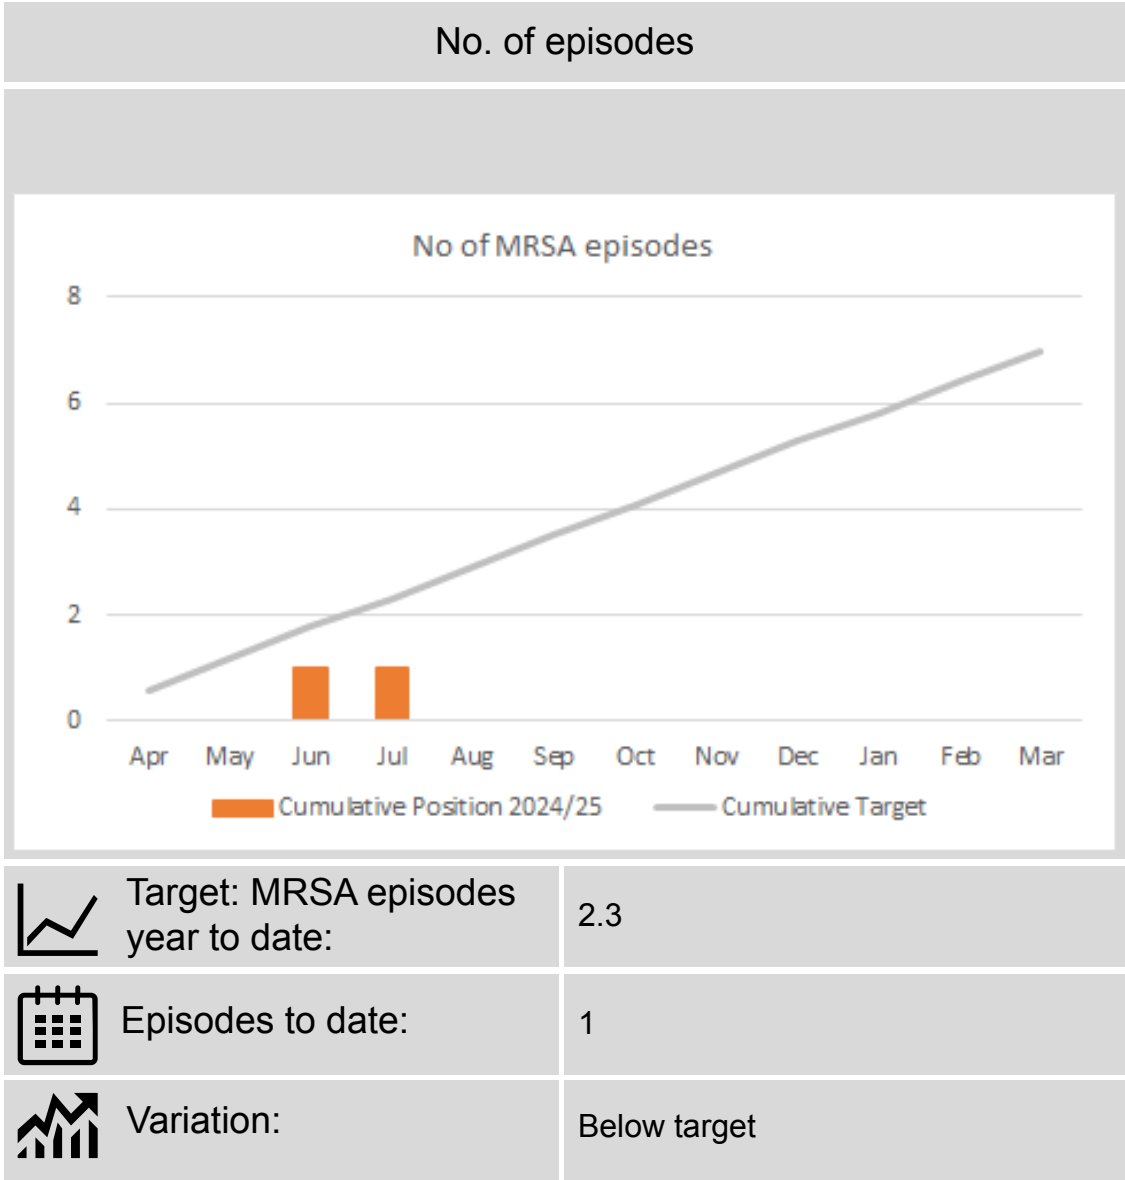 No. of episodes
No of MRSA episodes
8
6
4
2
0
Apr May Jun Jul Aug Sep Oct Nov Dec Jan Feb Mar
Cumulative Position 2024/25 Cumulative Target
Target: MRSA episodes
year to date:
2.3
Episodes to date:
1
Variation:
Below target